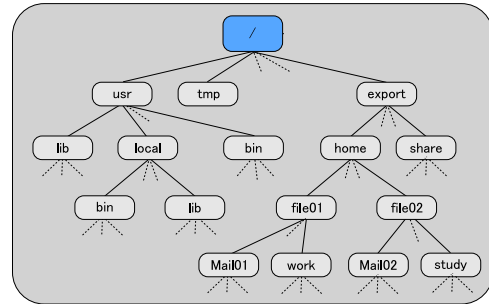 /
usr
tmp
export
lib
local
bin
home
share
bin
lib
file01
file02
Mail01
work
Mail02
study